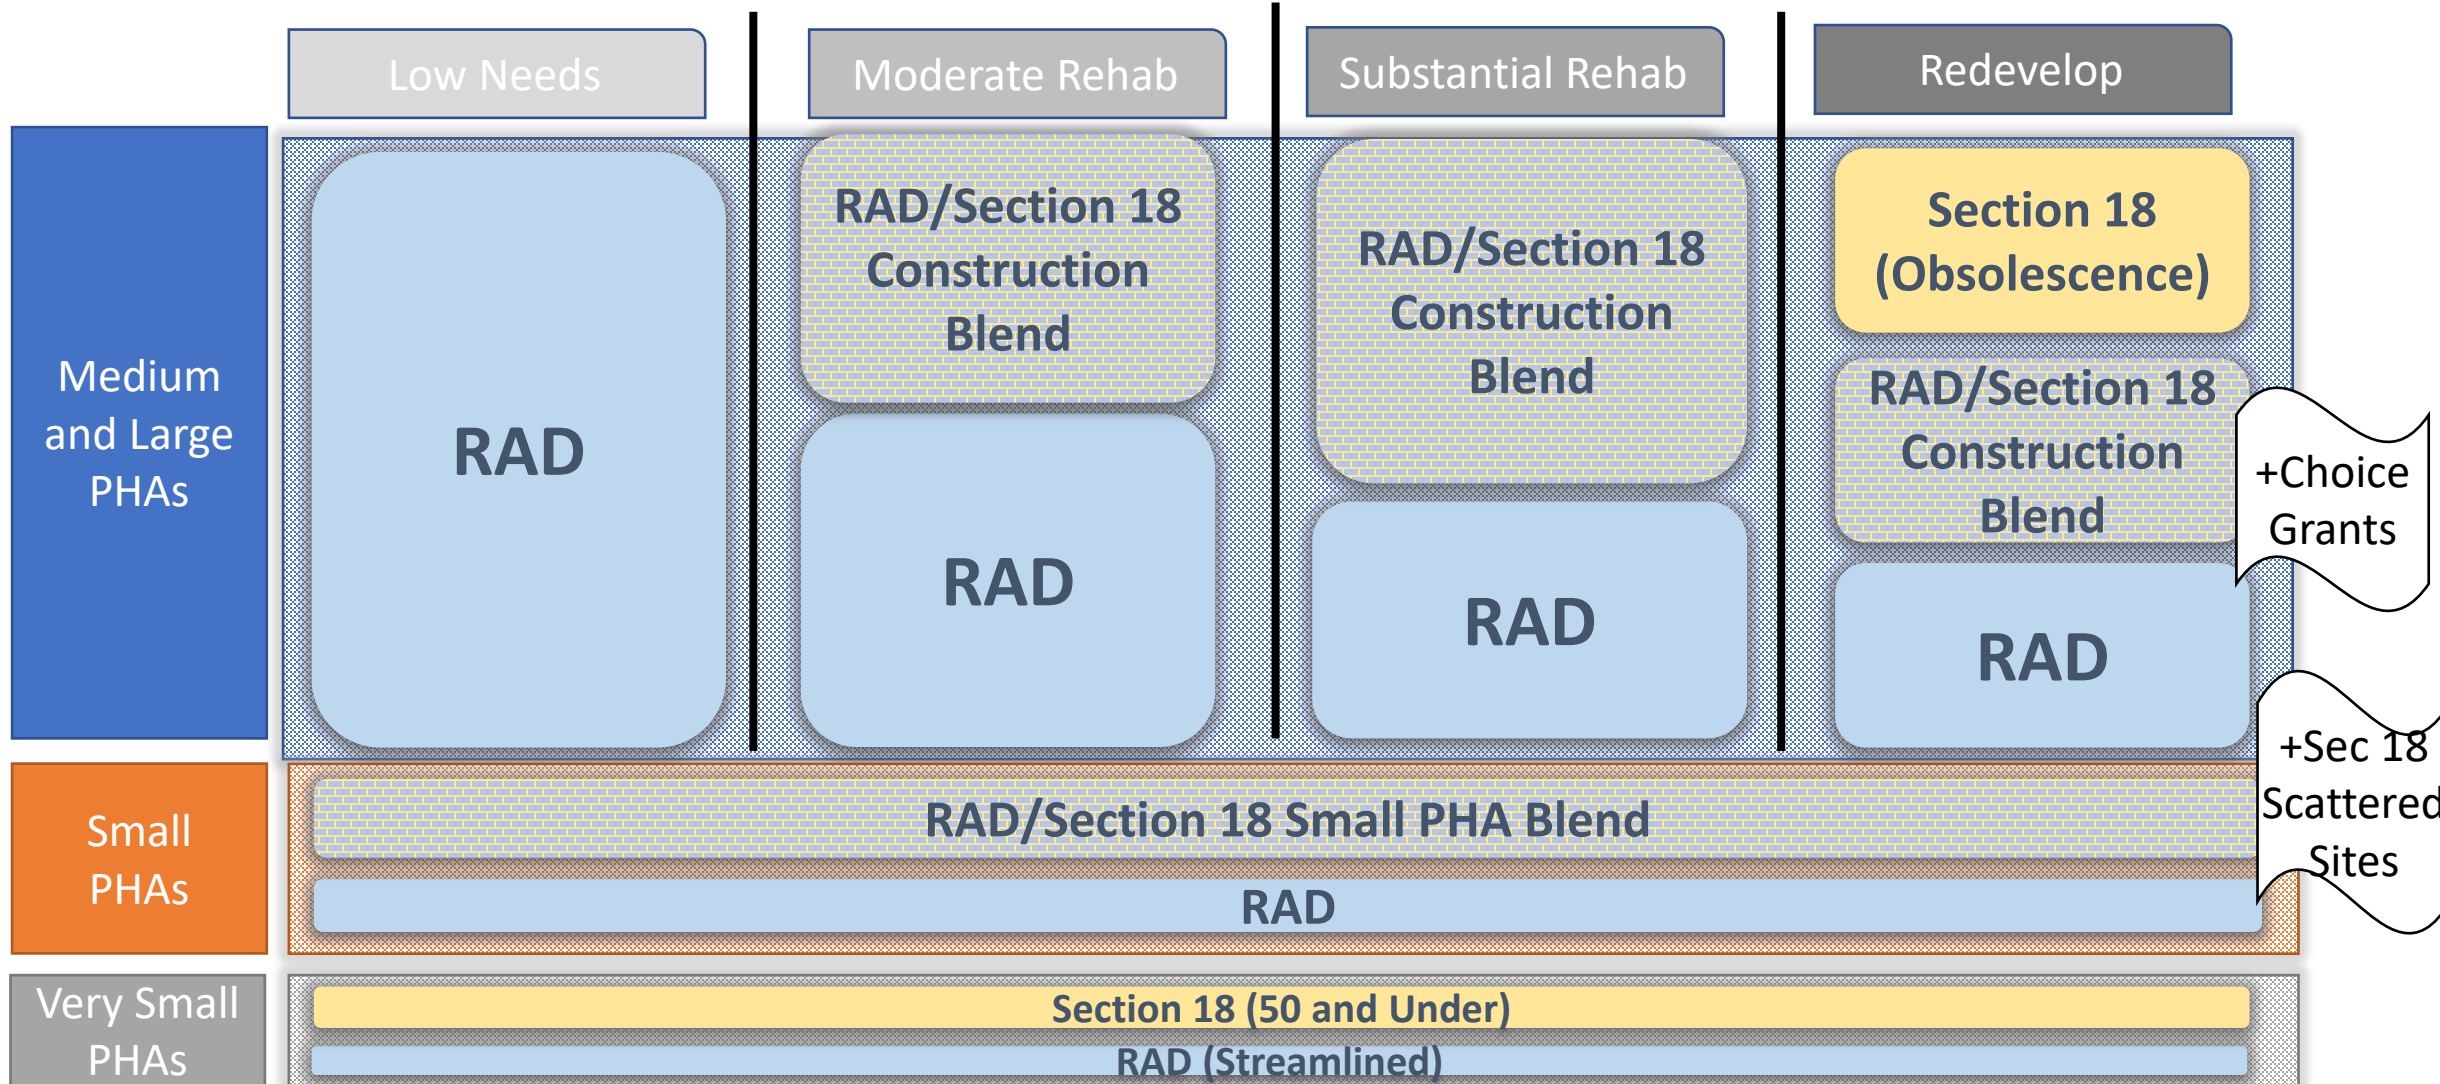 Low Needs
Moderate Rehab
Substantial Rehab
Redevelop
Medium
and Large
PHAs
RAD
RAD/Section 18
Construction
Blend
RAD
RAD/Section 18
Construction
Blend
RAD
Section 18
(Obsolescence)
RAD/Section 18
Construction
Blend
RAD
+Choice
Grants
+Sec 18
Scattered
Sites
Small
PHAs
RAD/Section 18 Small PHA Blend
RAD
Very Small
PHAs
Section 18 (50 and Under)
RAD (Streamlined)